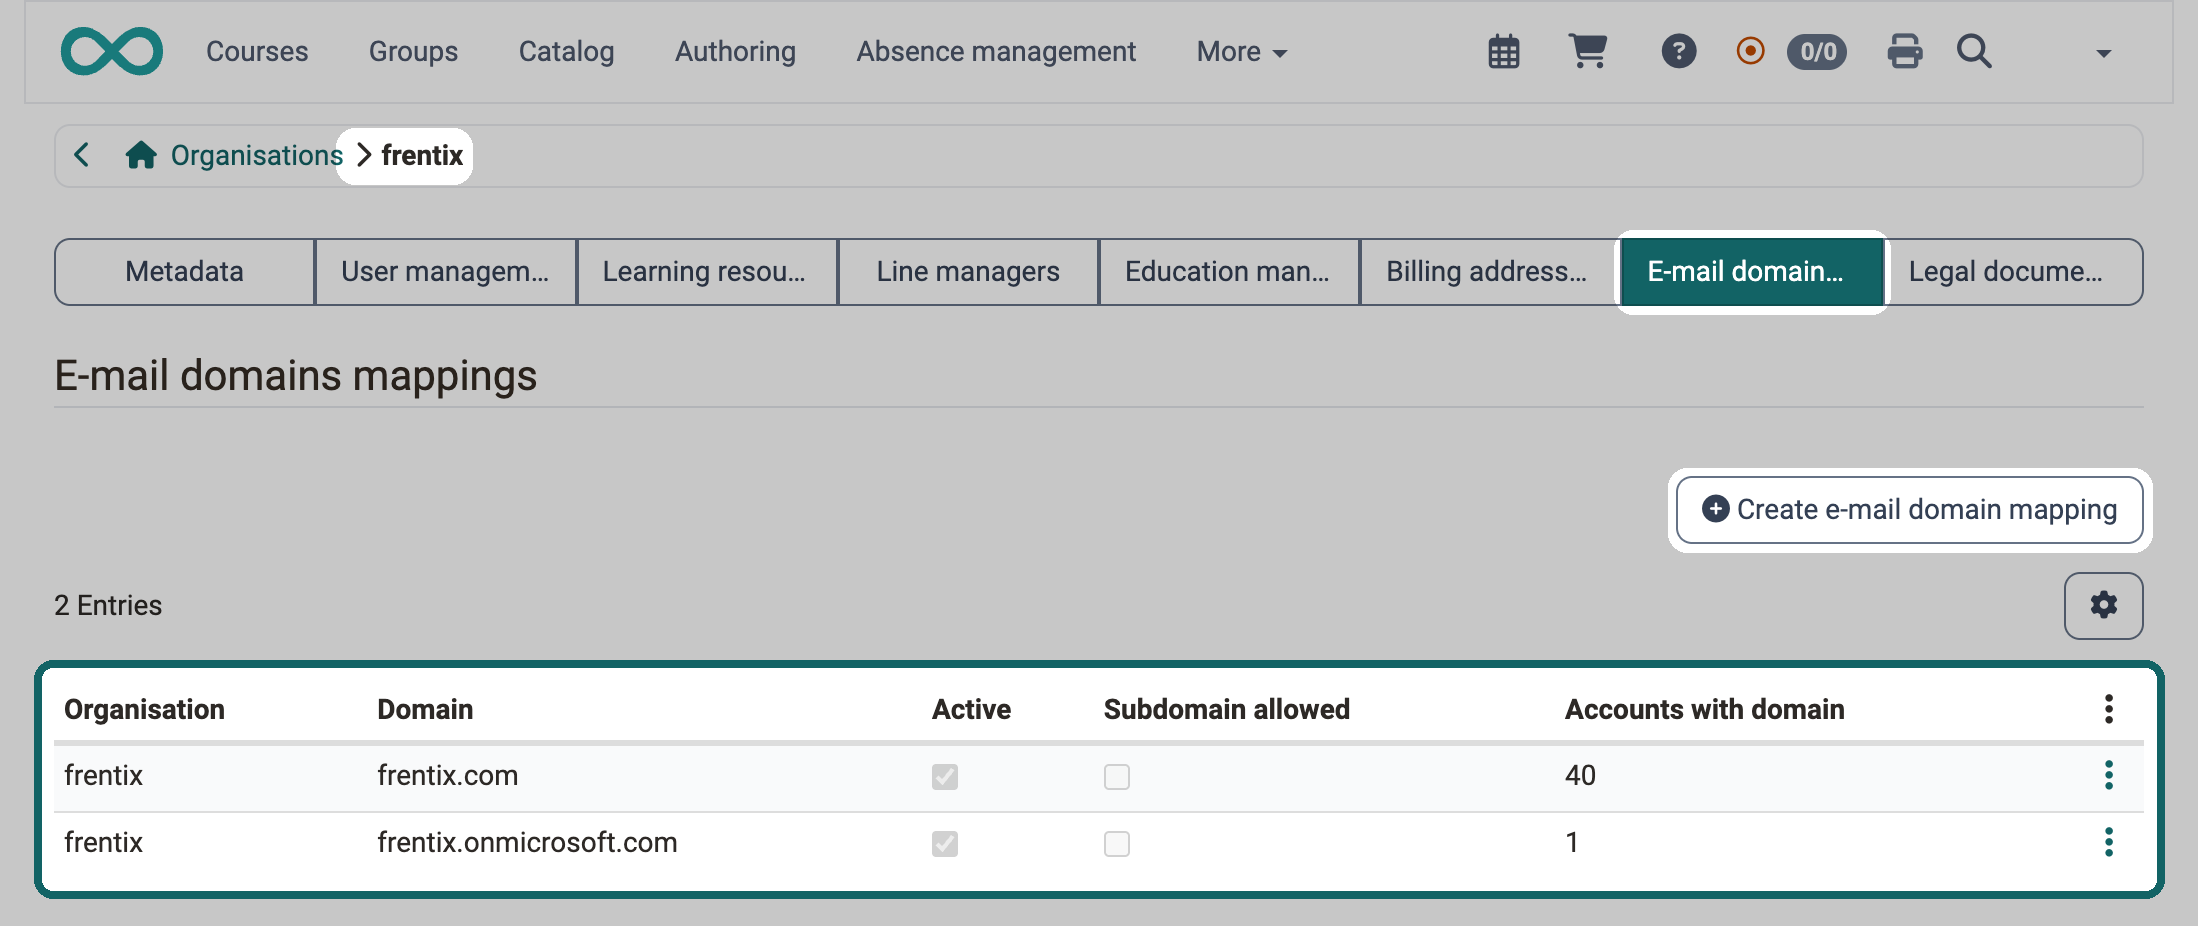 Courses Groups Catalog Authoring Absence management More ? 0/0
Organisations > frentix
Metadata User managem... Learning resou... Line managers Education man... Billing address... E-mail domain... Legal docume...
E-mail domains mappings
Create e-mail domain mapping
2 Entries
Organisation Domain Active Subdomain allowed Accounts with domain
frentix frentix.com 40
frentix frentix.onmicrosoft.com 1